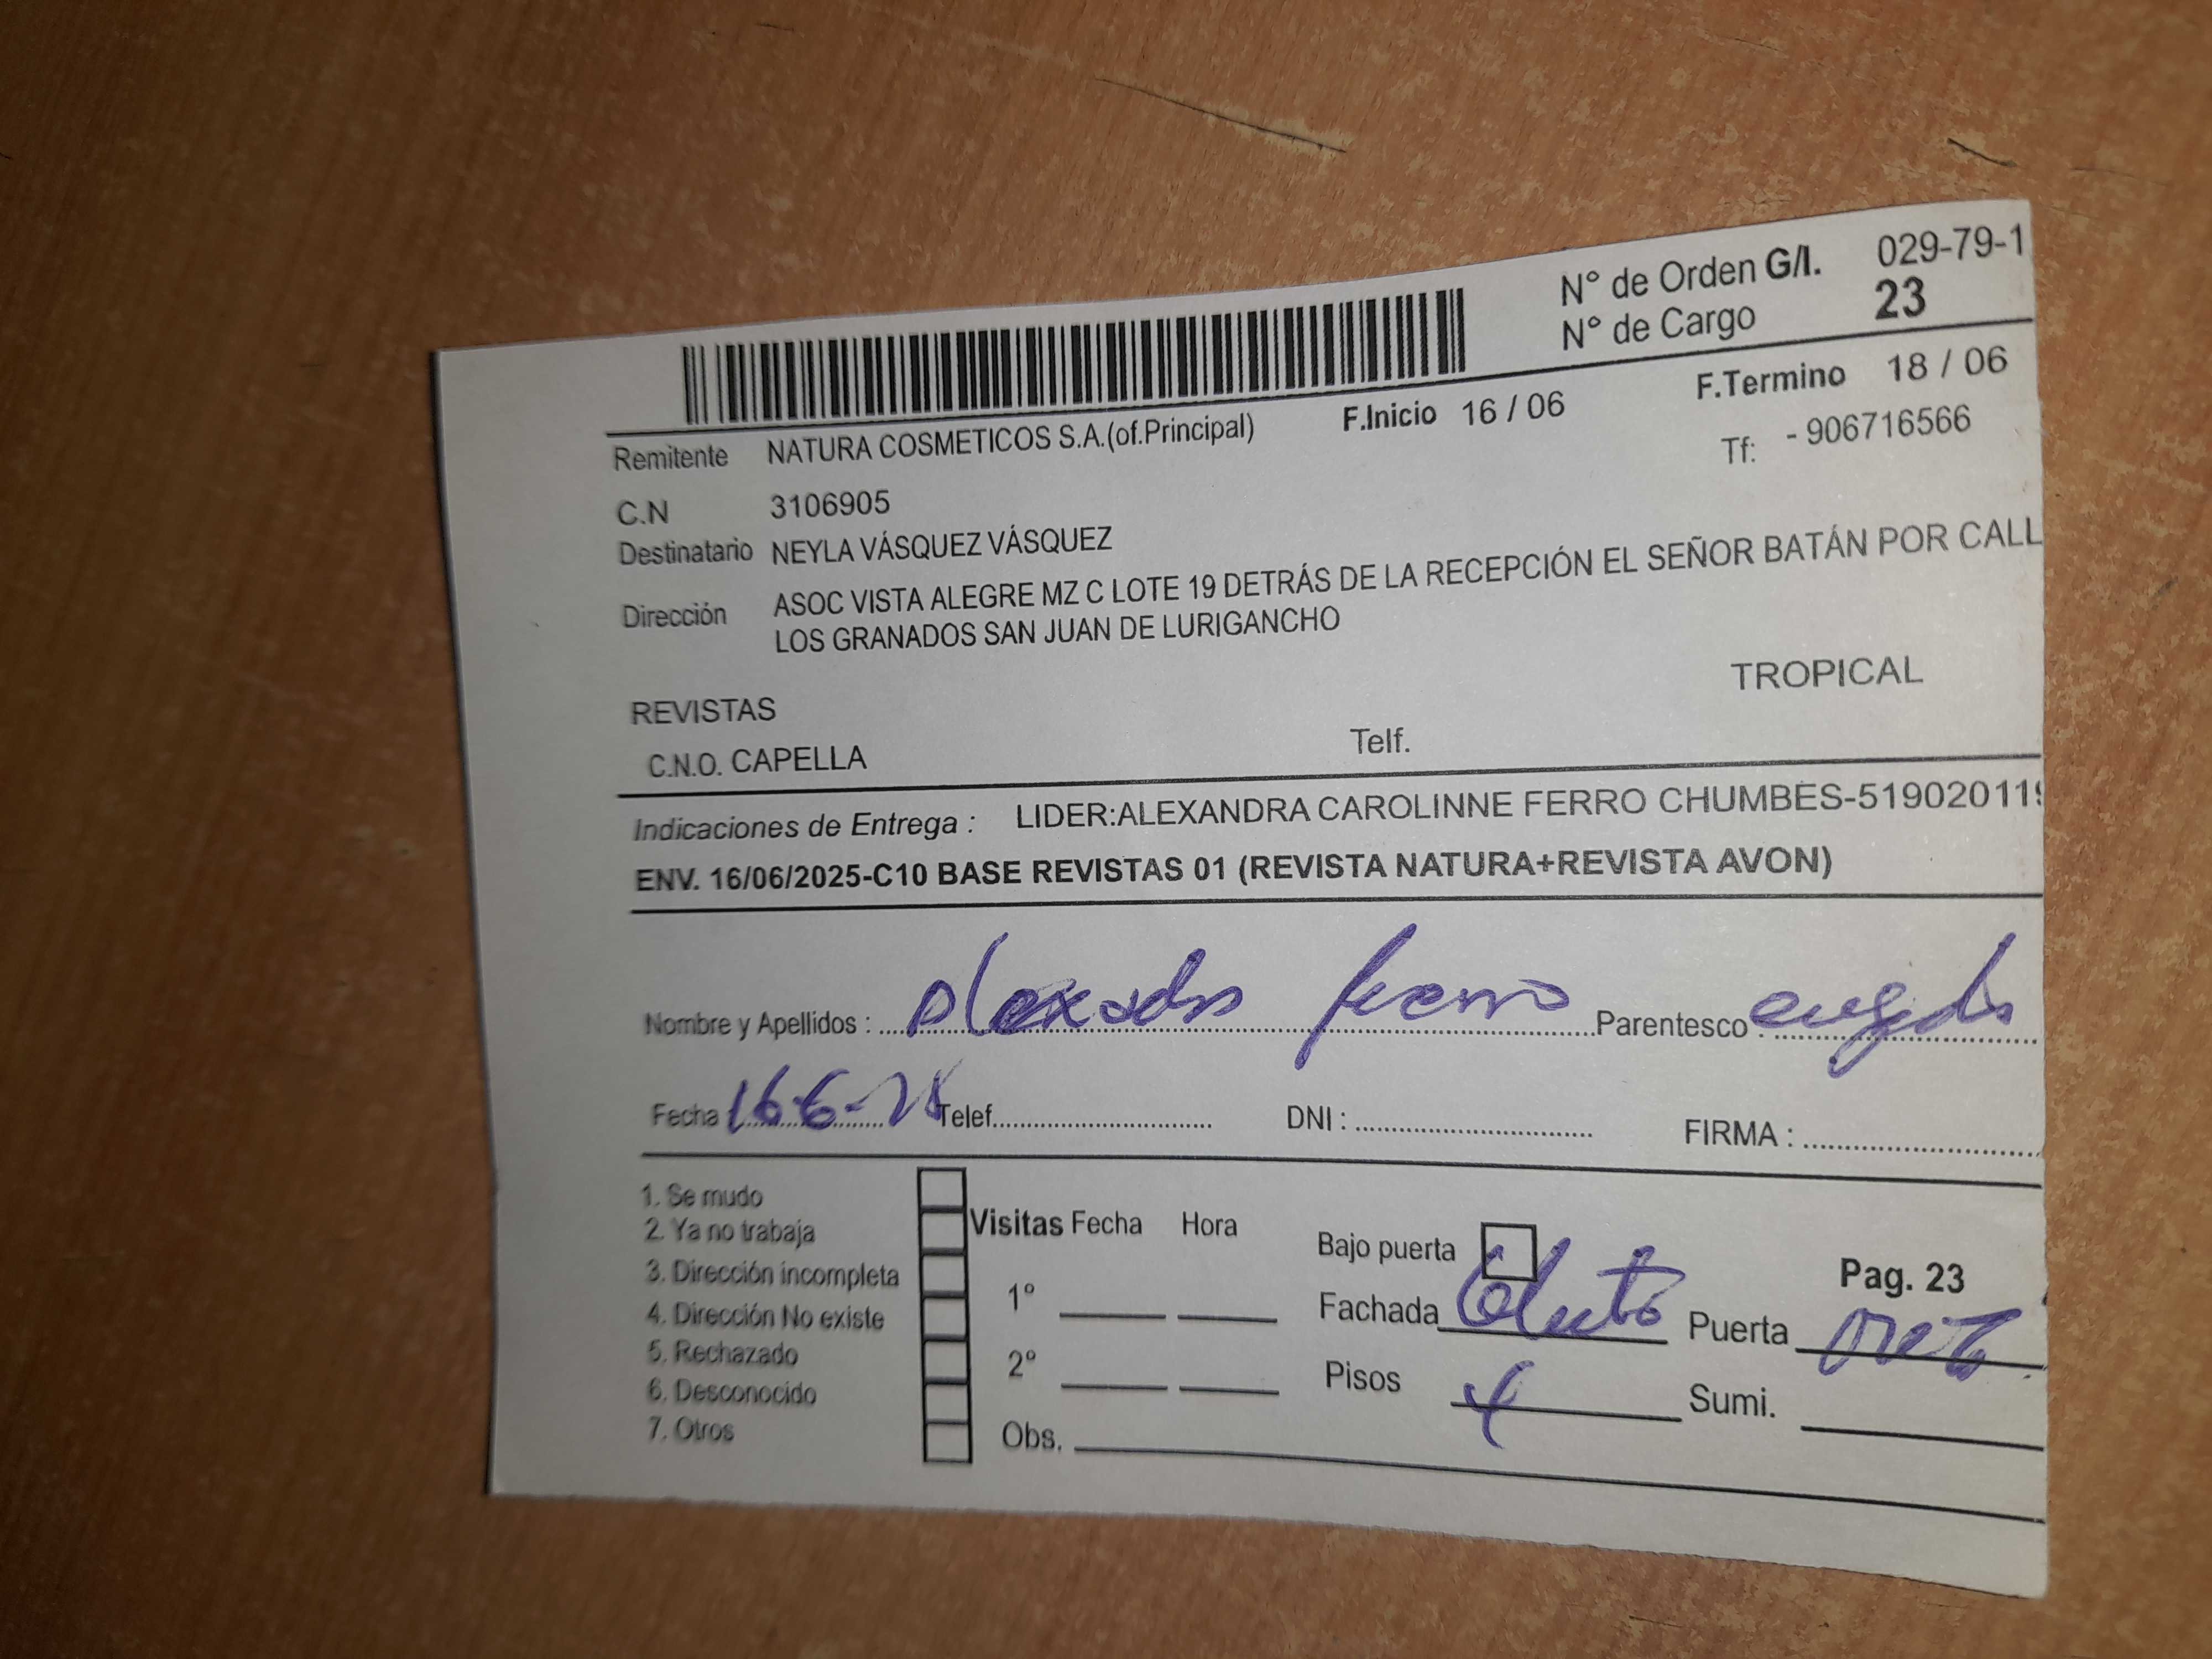 N° de Orden G/I. 029-79-1
N° de Cargo 23
F.Inicio 16 / 06 F.Termino 18 / 06
Remitente NATURA COSMETICOS S.A.(of.Principal) Tf: - 906716566
C.N 3106905
Destinatario NEYLA VÁSQUEZ VÁSQUEZ
Dirección ASOC VISTA ALEGRE MZ C LOTE 19 DETRÁS DE LA RECEPCIÓN EL SEÑOR BATÁN POR CALL
LOS GRANADOS SAN JUAN DE LURIGANCHO
TROPICAL
REVISTAS
C.N.O. CAPELLA Telf.
Indicaciones de Entrega : LIDER:ALEXANDRA CAROLINNE FERRO CHUMBES-51902011
ENV. 16/06/2025-C10 BASE REVISTAS 01 (REVISTA NATURA+REVISTA AVON)
Nombre y Apellidos : ferro Parentesco :
Fecha : 16-6-25 Telef. DNI : FIRMA :
1. Se mudo
2. Ya no trabaja
3. Dirección incompleta
4. Dirección No existe
5. Rechazado
6. Desconocido
7. Otros
Visitas Fecha Hora
1°
2°
Obs.
Bajo puerta Pag. 23
Fachada Puerta
Pisos 4 Sumi.